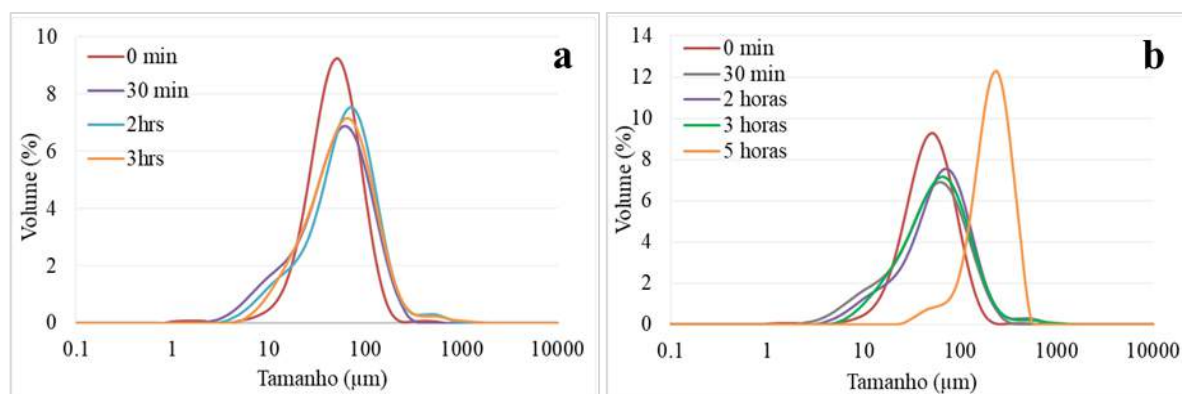 a
0 min
30 min
2hrs
3hrs
Volume (%)
10
8
6
4
2
0
0.1 1 10 100 1000 10000
Tamanho (µm)
b
0 min
30 min
2 horas
3 horas
5 horas
Volume (%)
14
12
10
8
6
4
2
0
0.1 1 10 100 1000 10000
Tamanho (µm)